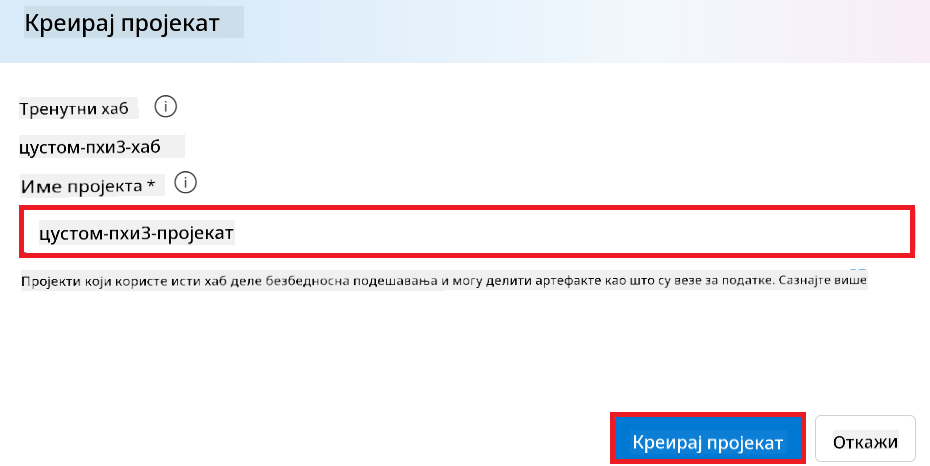 Креирај пројекат
Тренутни хаб
цустом-пхи3-хаб
Име пројекта *
цустом-пхи3-пројекат
Пројекти који користе исти хаб деле безбедносна подешавања и могу делити артефакте као што су везе за податке. Сазнајте више
Креирај пројекат Откажи